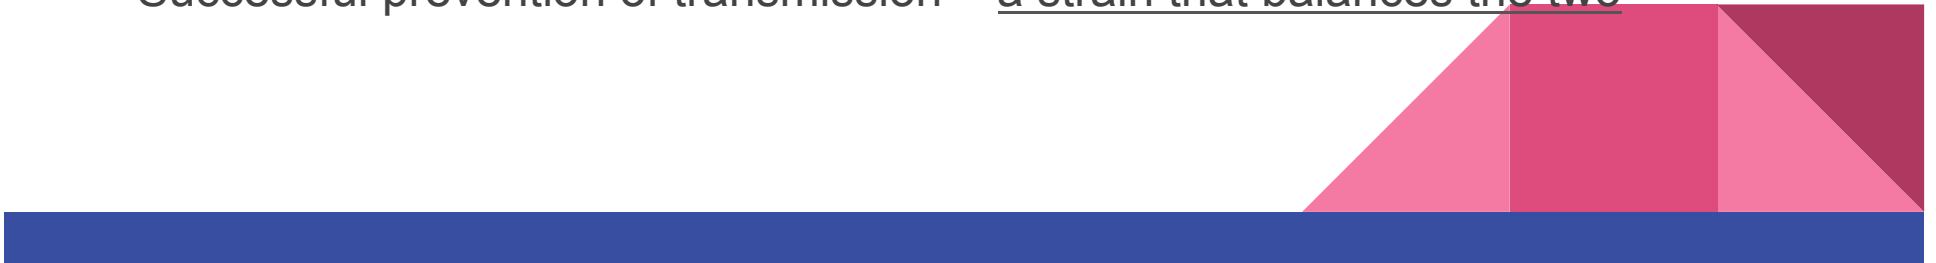 Successful prevention of transmission a strain that balances the two